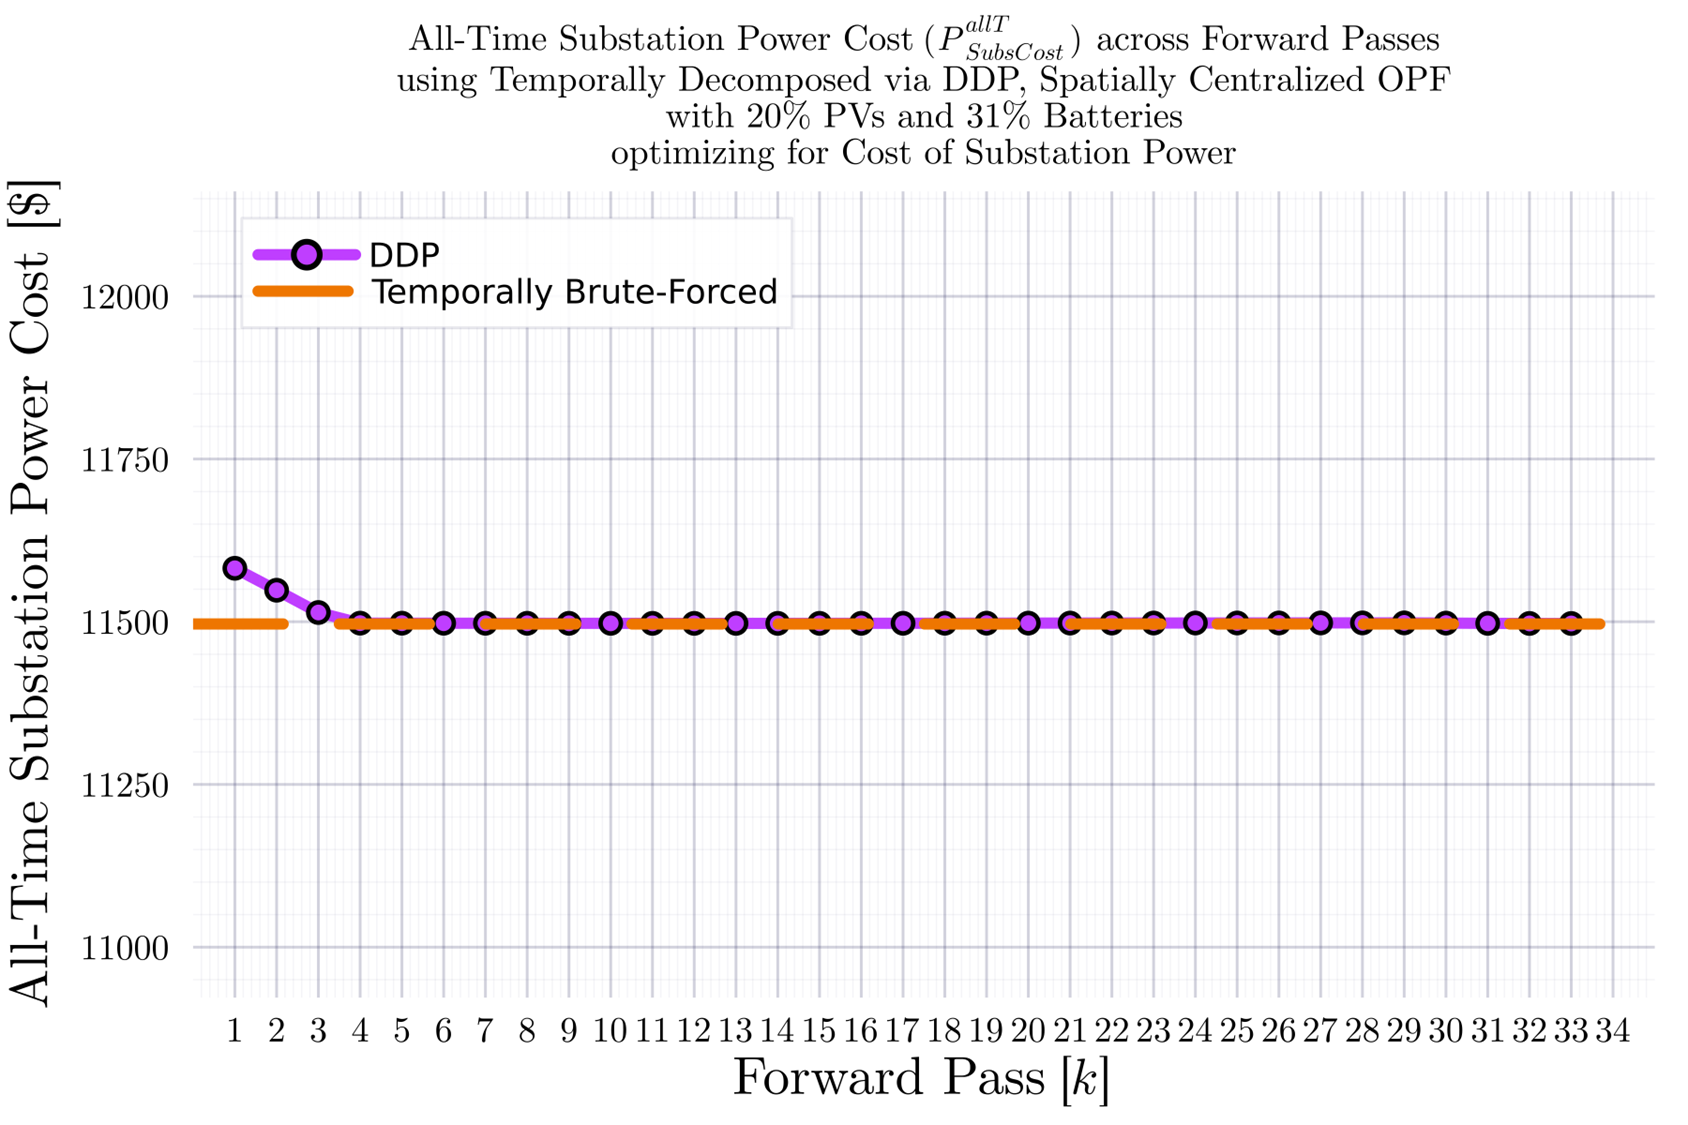 All-Time Substation Power Cost (P^{allT}_{SubsCost}) across Forward Passes
using Temporally Decomposed via DDP, Spatially Centralized OPF
with 20% PVs and 31% Batteries
optimizing for Cost of Substation Power
All-Time Substation Power Cost [$]
DDP
Temporally Brute-Forced
12000
11750
11500
11250
11000
1 2 3 4 5 6 7 8 9 10 11 12 13 14 15 16 17 18 19 20 21 22 23 24 25 26 27 28 29 30 31 32 33 34
Forward Pass [k]